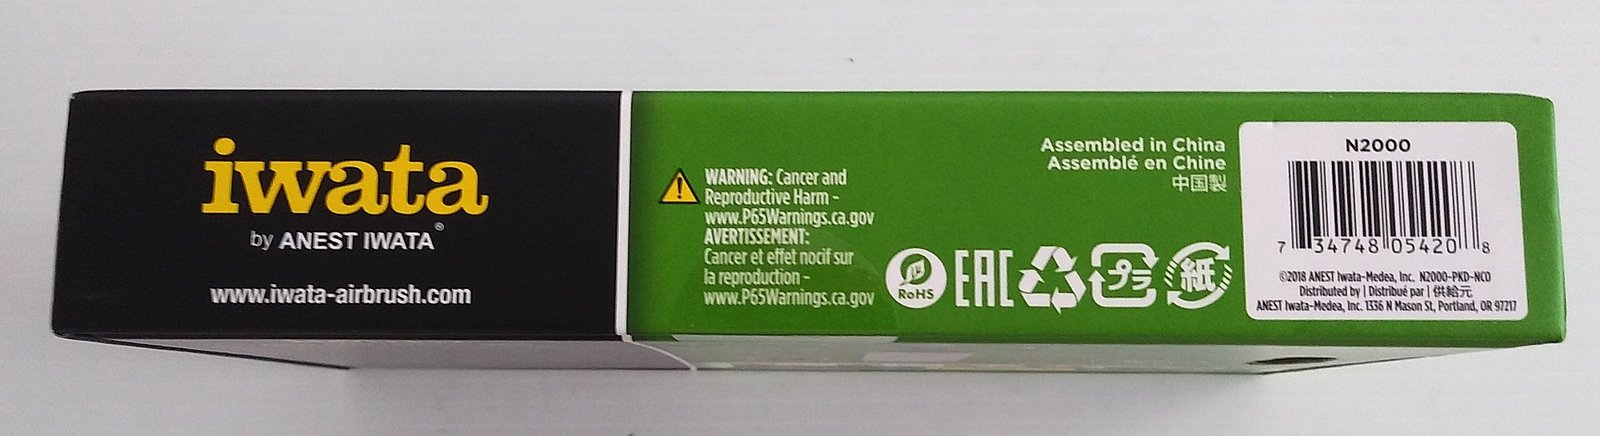 iwata
by ANEST IWATA®
www.iwata-airbrush.com
WARNING: Cancer and
Reproductive Harm -
www.P65Warnings.ca.gov
AVERTISSEMENT:
Cancer et effet nocif sur
la reproduction -
www.P65Warnings.ca.gov
Assembled in China
Assemblé en Chine
中国製
RoHS
EAC
プラ
紙
N2000
7 34748 05420 8
©2018 ANEST Iwata-Medea, Inc. N2000-PKD-NCO
Distributed by | Distribué par | 供給元
ANEST Iwata-Medea, Inc. 1336 N Mason St, Portland, OR 97217